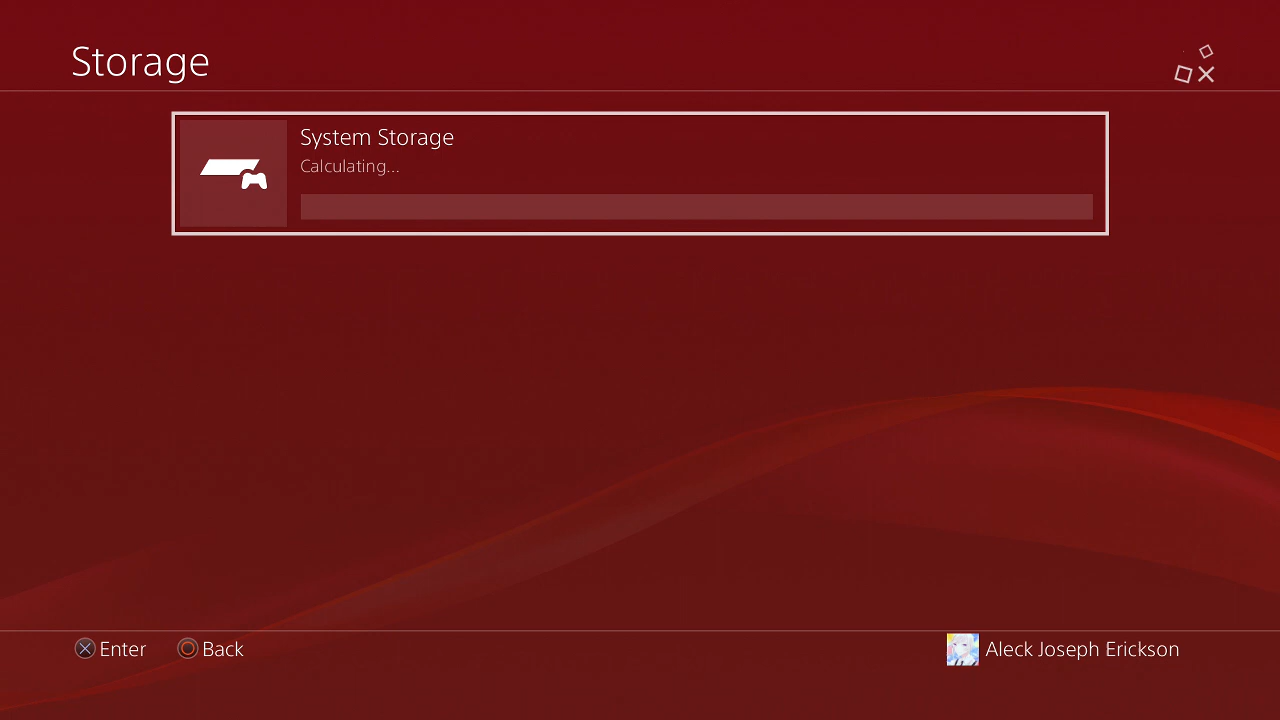 Storage
System Storage
Calculating...
Enter
Back
Aleck Joseph Erickson